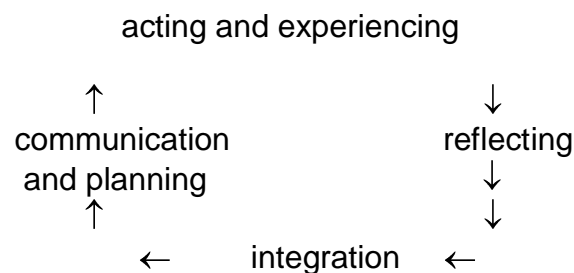 acting and experiencing
↑ ↓
communication reflecting
and planning ↓
↑ ↓
← integration ←